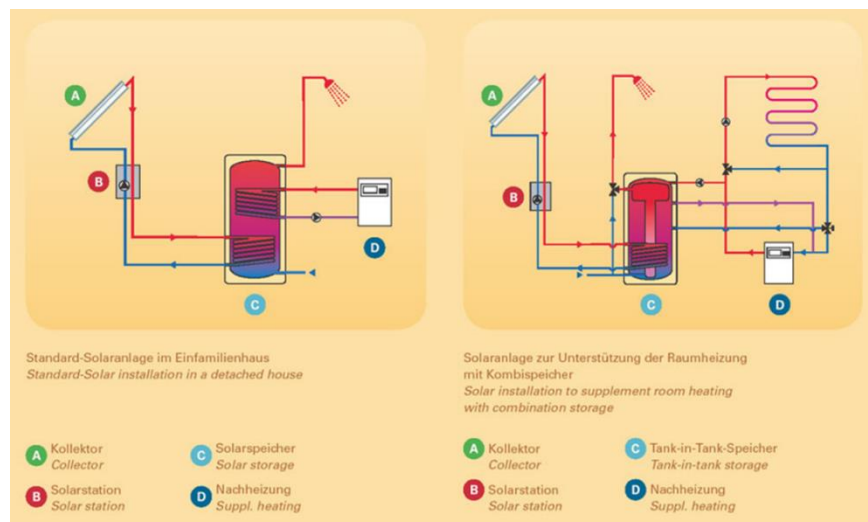 A
B
C
D
Standard-Solaranlage im Einfamilienhaus
Standard-Solar installation in a detached house
A Kollektor
Collector
C Solarspeicher
Solar storage
B Solarstation
Solar station
D Nachheizung
Suppl. heating
A
B
C
D
Solaranlage zur Unterstützung der Raumheizung
mit Kombispeicher
Solar installation to supplement room heating
with combination storage
A Kollektor
Collector
C Tank-in-Tank-Speicher
Tank-in-tank storage
B Solarstation
Solar station
D Nachheizung
Suppl. heating